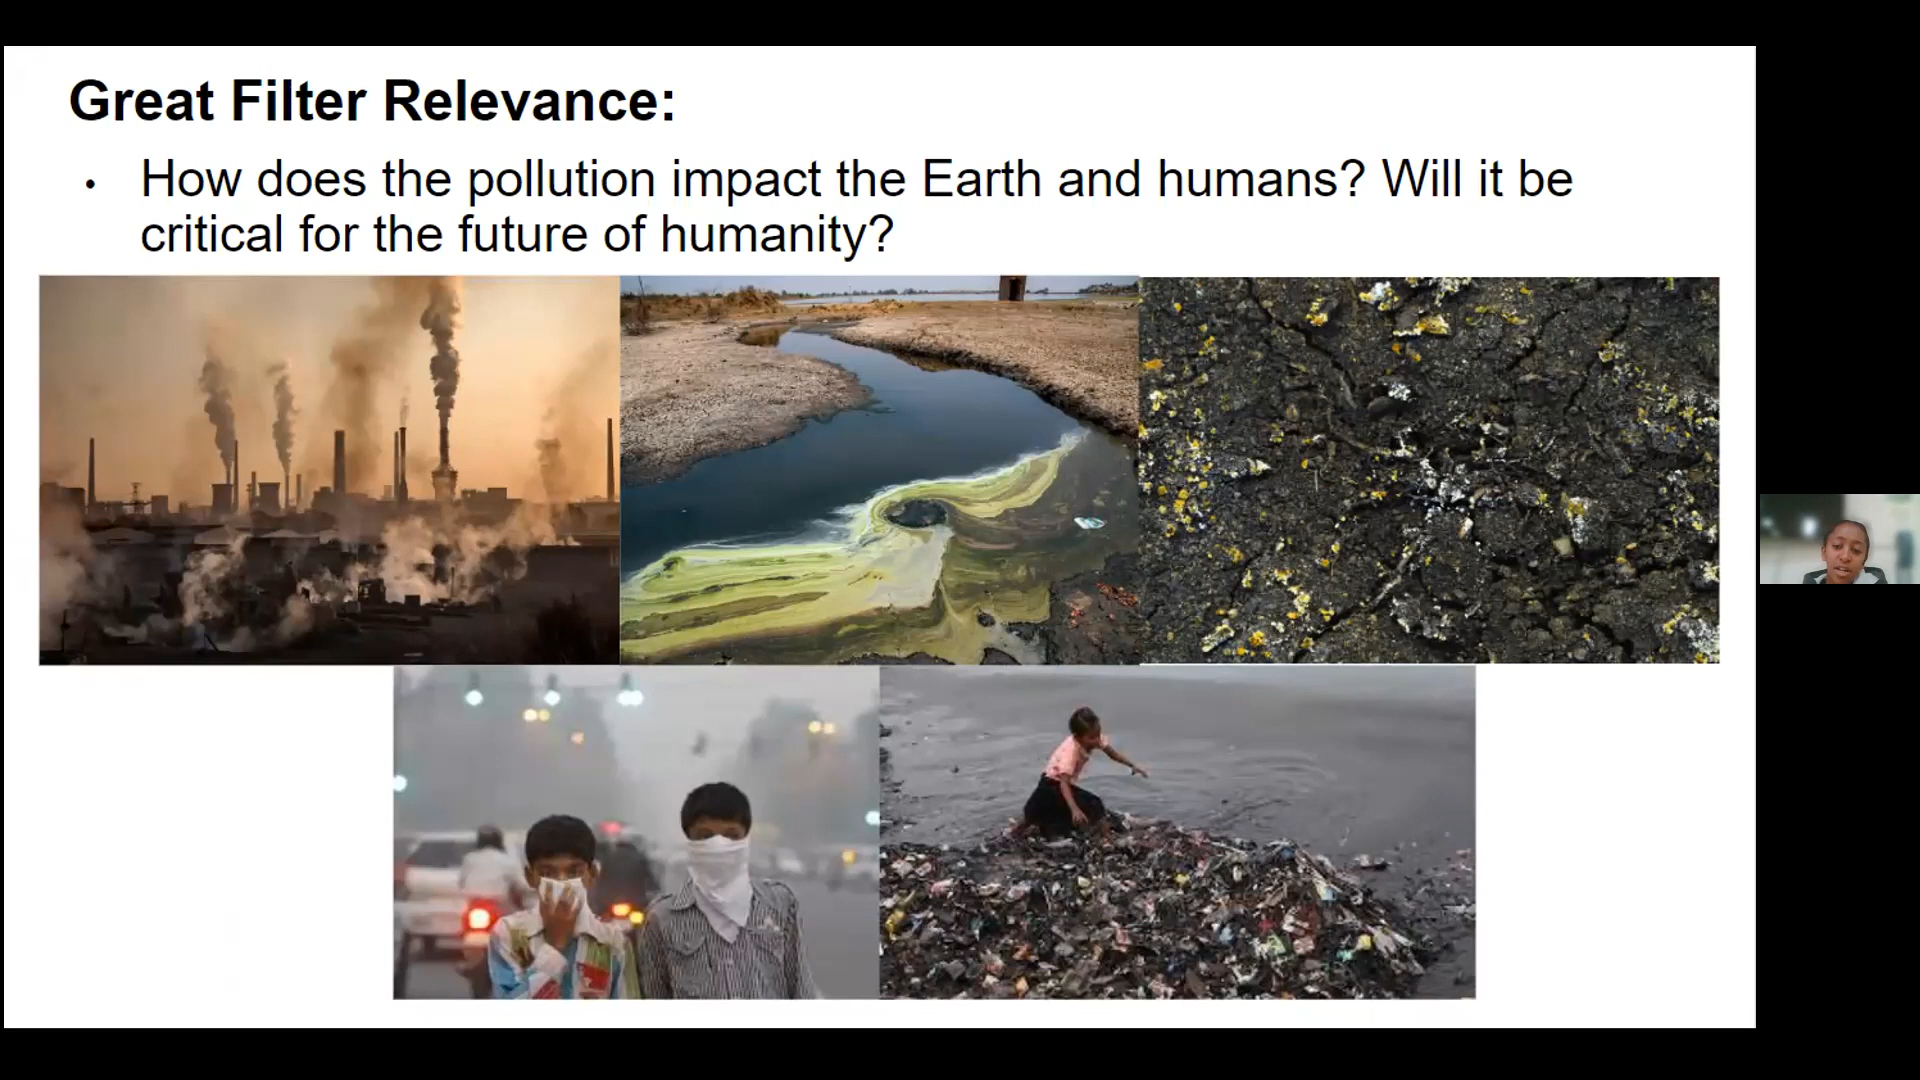 Great Filter Relevance:
• How does the pollution impact the Earth and humans? Will it be
critical for the future of humanity?